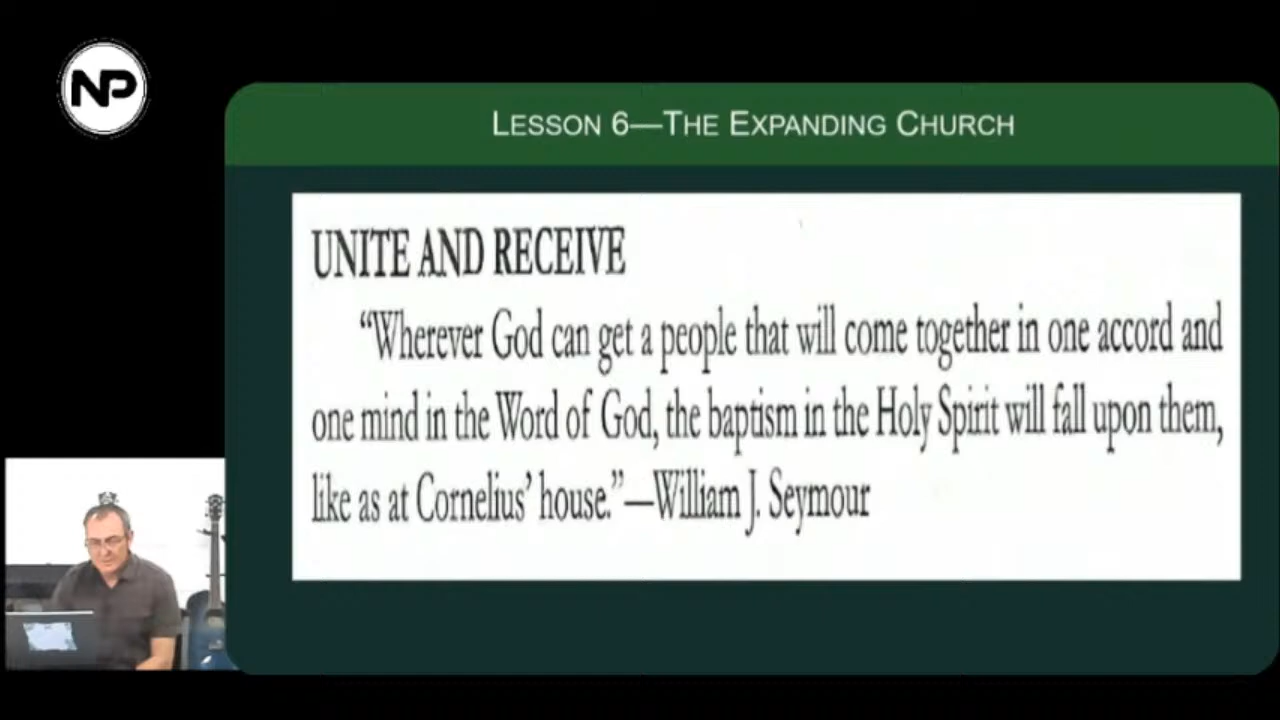 NP
LESSON 6—THE EXPANDING CHURCH
UNITE AND RECEIVE
“Wherever God can get a people that will come together in one accord and
one mind in the Word of God, the baptism in the Holy Spirit will fall upon them,
like as at Cornelius’ house.”—William J. Seymour